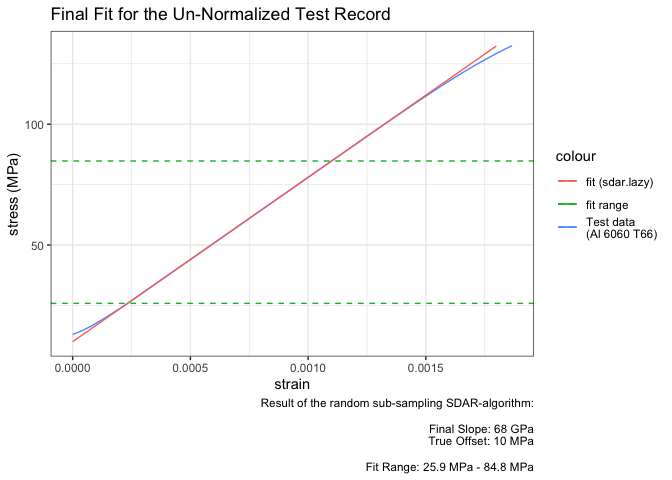 Final Fit for the Un-Normalized Test Record
stress (MPa)
100
50
0.0000
0.0005
0.0010
0.0015
strain
colour
fit (sdar.lazy)
fit range
Test data
(Al 6060 T66)
Result of the random sub-sampling SDAR-algorithm:
Final Slope: 68 GPa
True Offset: 10 MPa
Fit Range: 25.9 MPa - 84.8 MPa